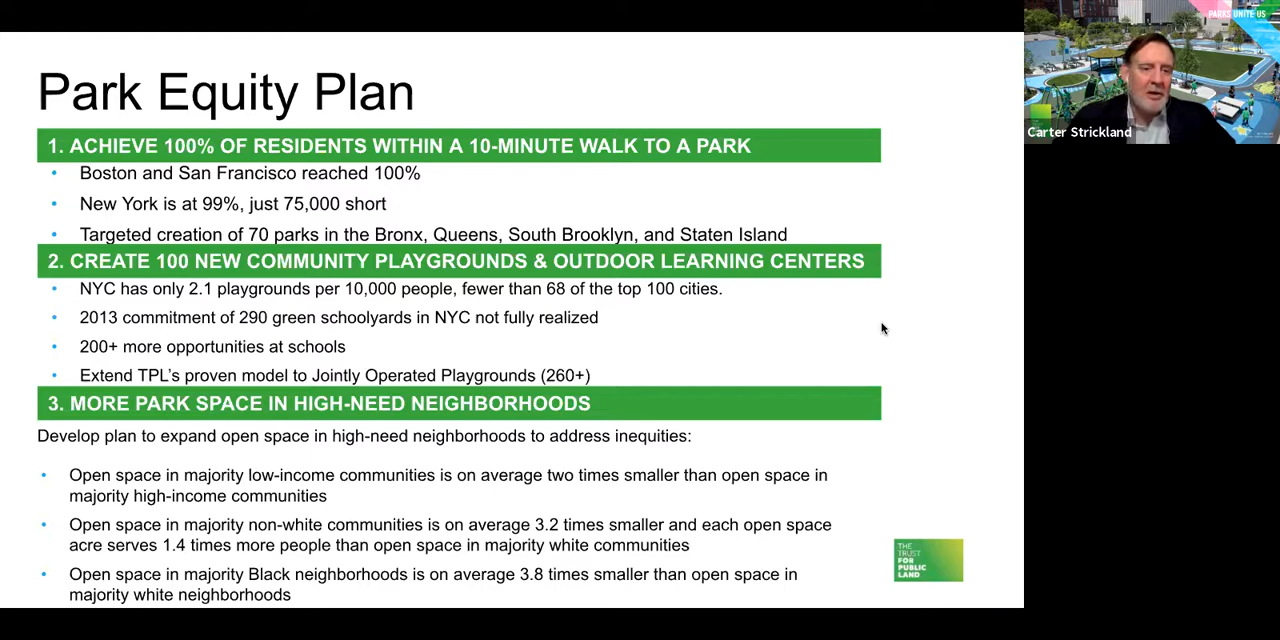 Park Equity Plan
1. ACHIEVE 100% OF RESIDENTS WITHIN A 10-MINUTE WALK TO A PARK
• Boston and San Francisco reached 100%
• New York is at 99%, just 75,000 short
• Targeted creation of 70 parks in the Bronx, Queens, South Brooklyn, and Staten Island
2. CREATE 100 NEW COMMUNITY PLAYGROUNDS & OUTDOOR LEARNING CENTERS
• NYC has only 2.1 playgrounds per 10,000 people, fewer than 68 of the top 100 cities.
• 2013 commitment of 290 green schoolyards in NYC not fully realized
• 200+ more opportunities at schools
• Extend TPL's proven model to Jointly Operated Playgrounds (260+)
3. MORE PARK SPACE IN HIGH-NEED NEIGHBORHOODS
Develop plan to expand open space in high-need neighborhoods to address inequities:
• Open space in majority low-income communities is on average two times smaller than open space in
majority high-income communities
• Open space in majority non-white communities is on average 3.2 times smaller and each open space
acre serves 1.4 times more people than open space in majority white communities
• Open space in majority Black neighborhoods is on average 3.8 times smaller than open space in
majority white neighborhoods
THE
TRUST
FOR
PUBLIC
LAND
PARKS UNITE US
Carter Strickland